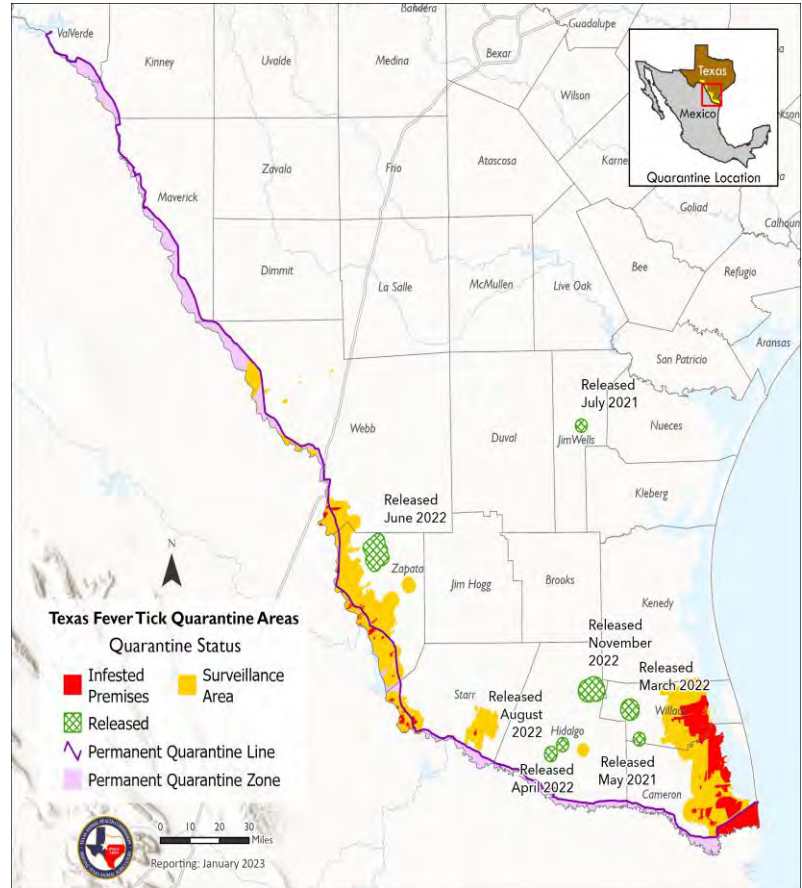 Bandera
Guadalupe
ValVerde
Kinney
Uvalde
Medina
Bexar
Texas
Mexico
Quarantine Location
Wilson
Zavala
Frio
Atascosa
Maverick
Goliad
Calhoun
Dimmit
La Salle
McMullen
Live Oak
Bee
Refugio
Aransas
San Patricio
Released
July 2021
Webb
Duval
JimWells
Nueces
Kleberg
Released
June 2022
N
Zapata
Jim Hogg
Brooks
Kenedy
Texas Fever Tick Quarantine Areas
Quarantine Status
Infested
Premises
Surveillance
Area
Released
Permanent Quarantine Line
Permanent Quarantine Zone
Released
November
2022
Released
March 2022
Starr
Released
August
2022
Hidalgo
Released
April 2022
Released
May 2021
Cameron
0 10 20 30
Miles
Reporting: January 2023